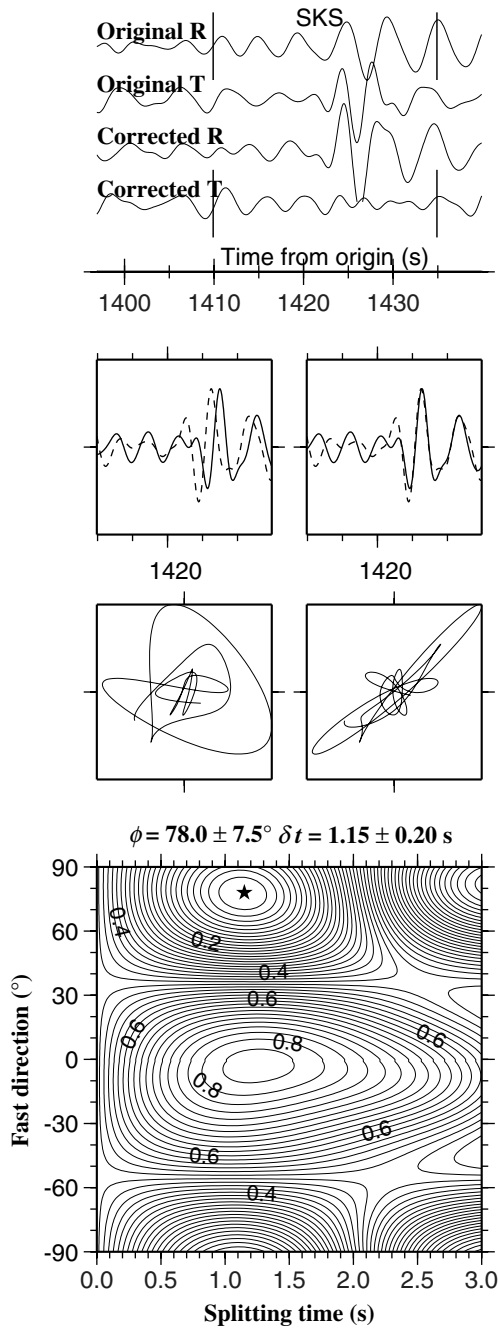 SKS
Original R
Original T
Corrected R
Corrected T
Time from origin (s)
1400 1410 1420 1430
1420 1420
ϕ = 78.0 ± 7.5° δt = 1.15 ± 0.20 s
90
60
30
0
-30
-60
-90
Fast direction (°)
0.4
0.2
0.4
0.6
0.6
0.6
0.8
0.8
0.6
0.6
0.4
0.0 0.5 1.0 1.5 2.0 2.5 3.0
Splitting time (s)